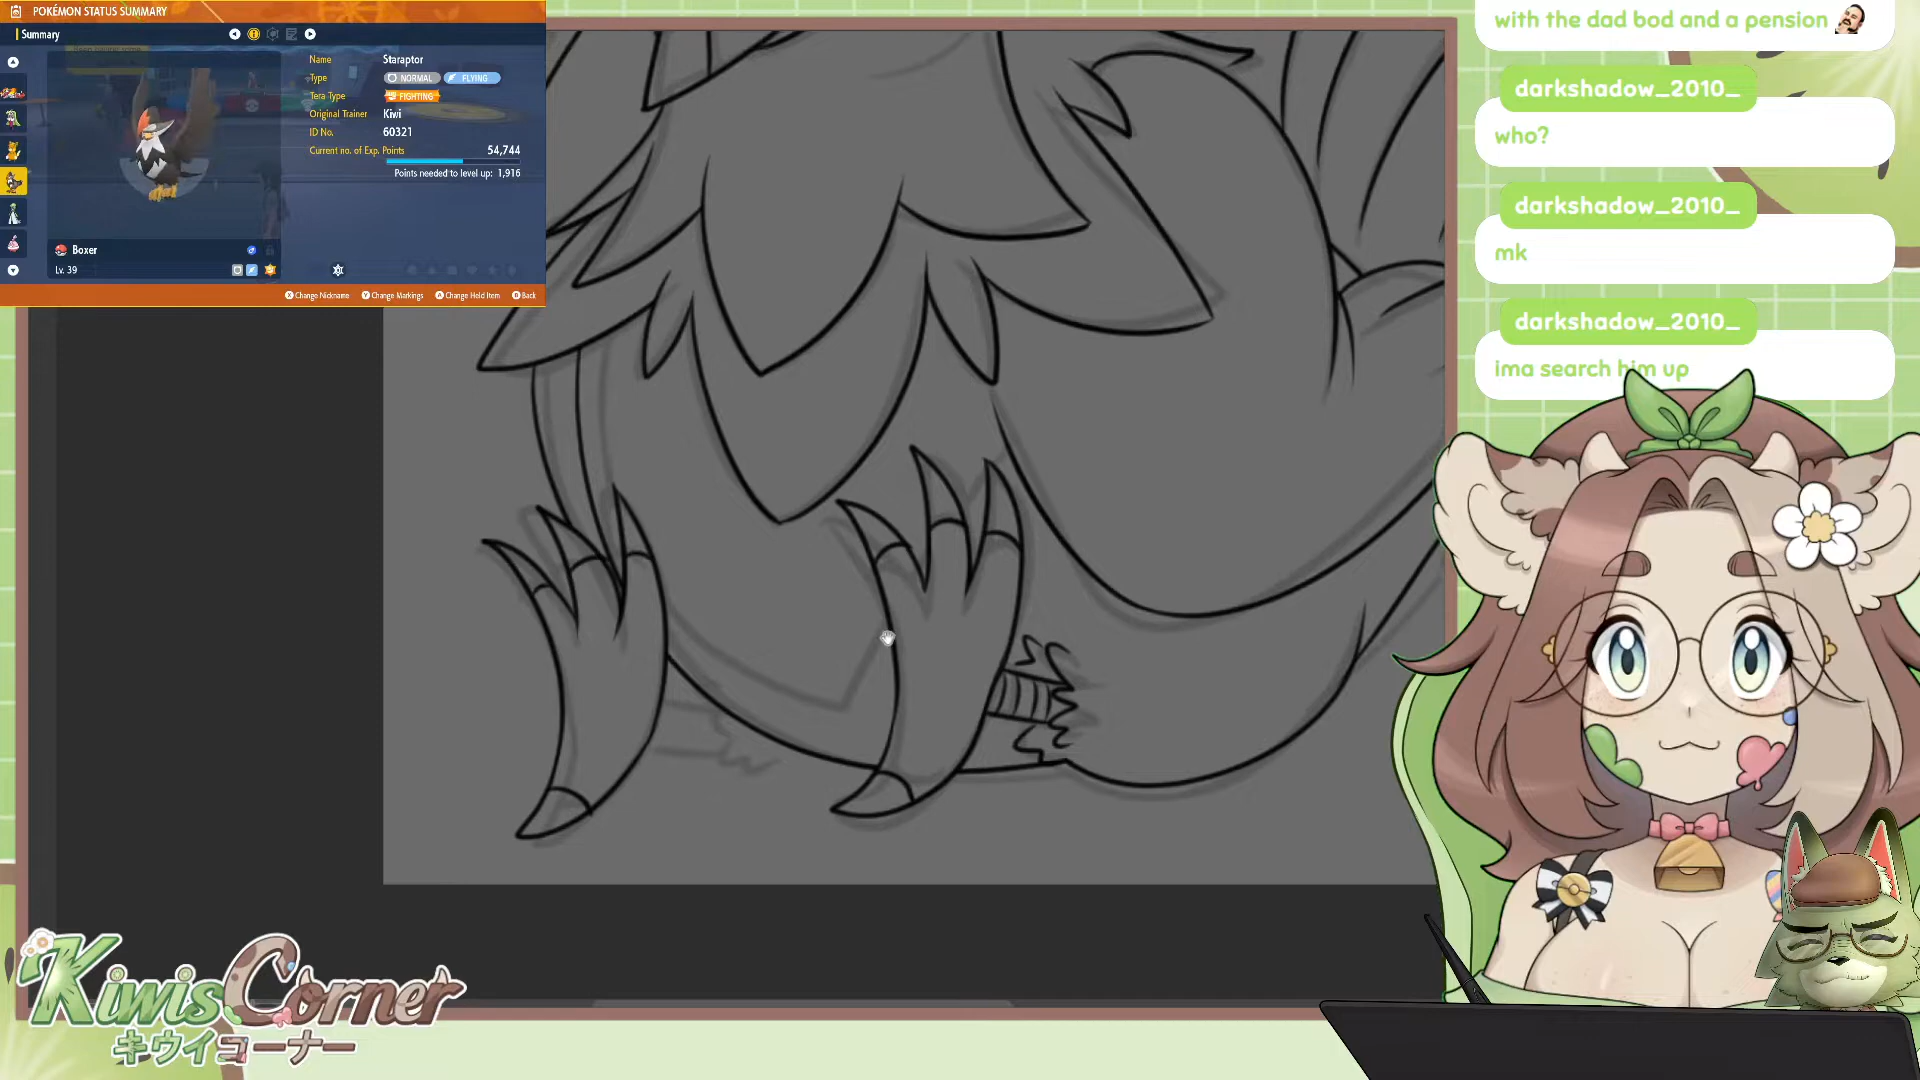 POKÉMON STATUS SUMMARY
Summary
Name Staraptor
Type NORMAL FLYING
Tera Type FIGHTING
Original Trainer Kiwi
ID No. 60321
Current no. of Exp. Points 54,744
Points needed to level up: 1,916
Boxer
Lv. 39
Change Nickname Change Markings Change Held Item Back
with the dad bod and a pension
darkshadow_2010_
who?
darkshadow_2010_
mk
darkshadow_2010_
ima search him up
KiwisCorner
キウイコーナー